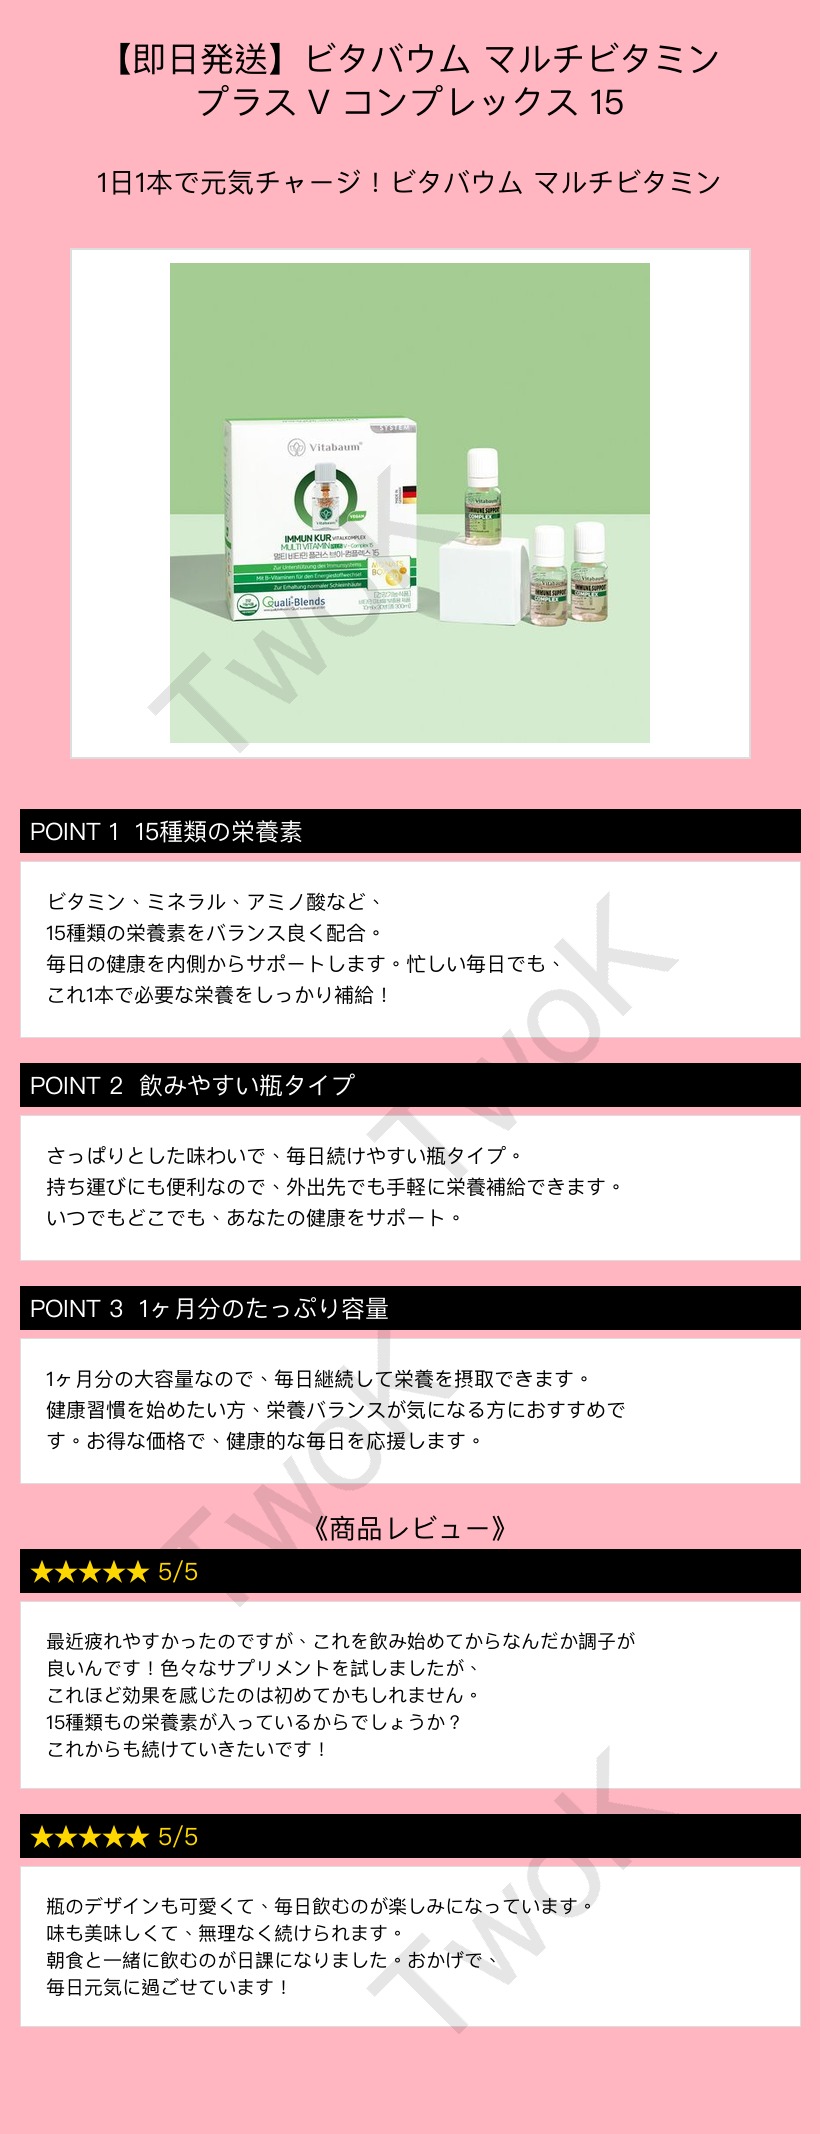 【即日発送】ビタバウム マルチビタミン
プラス V コンプレックス 15
1日1本で元気チャージ！ビタバウム マルチビタミン
SYSTEM
Vitabaum®
VEGAN
IMMUN KUR VITALKOMPLEX
MULTI VITAMIN PLUS V - Complex 15
멀티 비타민 플러스 브이-콤플렉스 15
Zur Unterstützung des Immunsystems
Mit B-Vitaminen für den Energiestoffwechsel
Zur Erhaltung normaler Schleimhäute
Quali-Blends
Vitabaum
IMMUNE SUPPORT
COMPLEX
Vitabaum
IMMUNE SUPPORT
COMPLEX
Vitabaum
IMMUNE SUPPORT
COMPLEX
TwoK
POINT 1 15種類の栄養素
ビタミン、ミネラル、アミノ酸など、
15種類の栄養素をバランス良く配合。
毎日の健康を内側からサポートします。忙しい毎日でも、
これ1本で必要な栄養をしっかり補給！
TwoK
POINT 2 飲みやすい瓶タイプ
さっぱりとした味わいで、毎日続けやすい瓶タイプ。
持ち運びにも便利なので、外出先でも手軽に栄養補給できます。
いつでもどこでも、あなたの健康をサポート。
POINT 3 1ヶ月分のたっぷり容量
1ヶ月分の大容量なので、毎日継続して栄養を摂取できます。
健康習慣を始めたい方、栄養バランスが気になる方におすすめで
す。お得な価格で、健康的な毎日を応援します。
TwoK
《商品レビュー》
★★★★★ 5/5
最近疲れやすかったのですが、これを飲み始めてからなんだか調子が
良いんです！色々なサプリメントを試しましたが、
これほど効果を感じたのは初めてかもしれません。
15種類もの栄養素が入っているからでしょうか？
これからも続けていきたいです！
★★★★★ 5/5
瓶のデザインも可愛くて、毎日飲むのが楽しみになっています。
味も美味しくて、無理なく続けられます。
朝食と一緒に飲むのが日課になりました。おかげで、
毎日元気に過ごせています！
TwoK